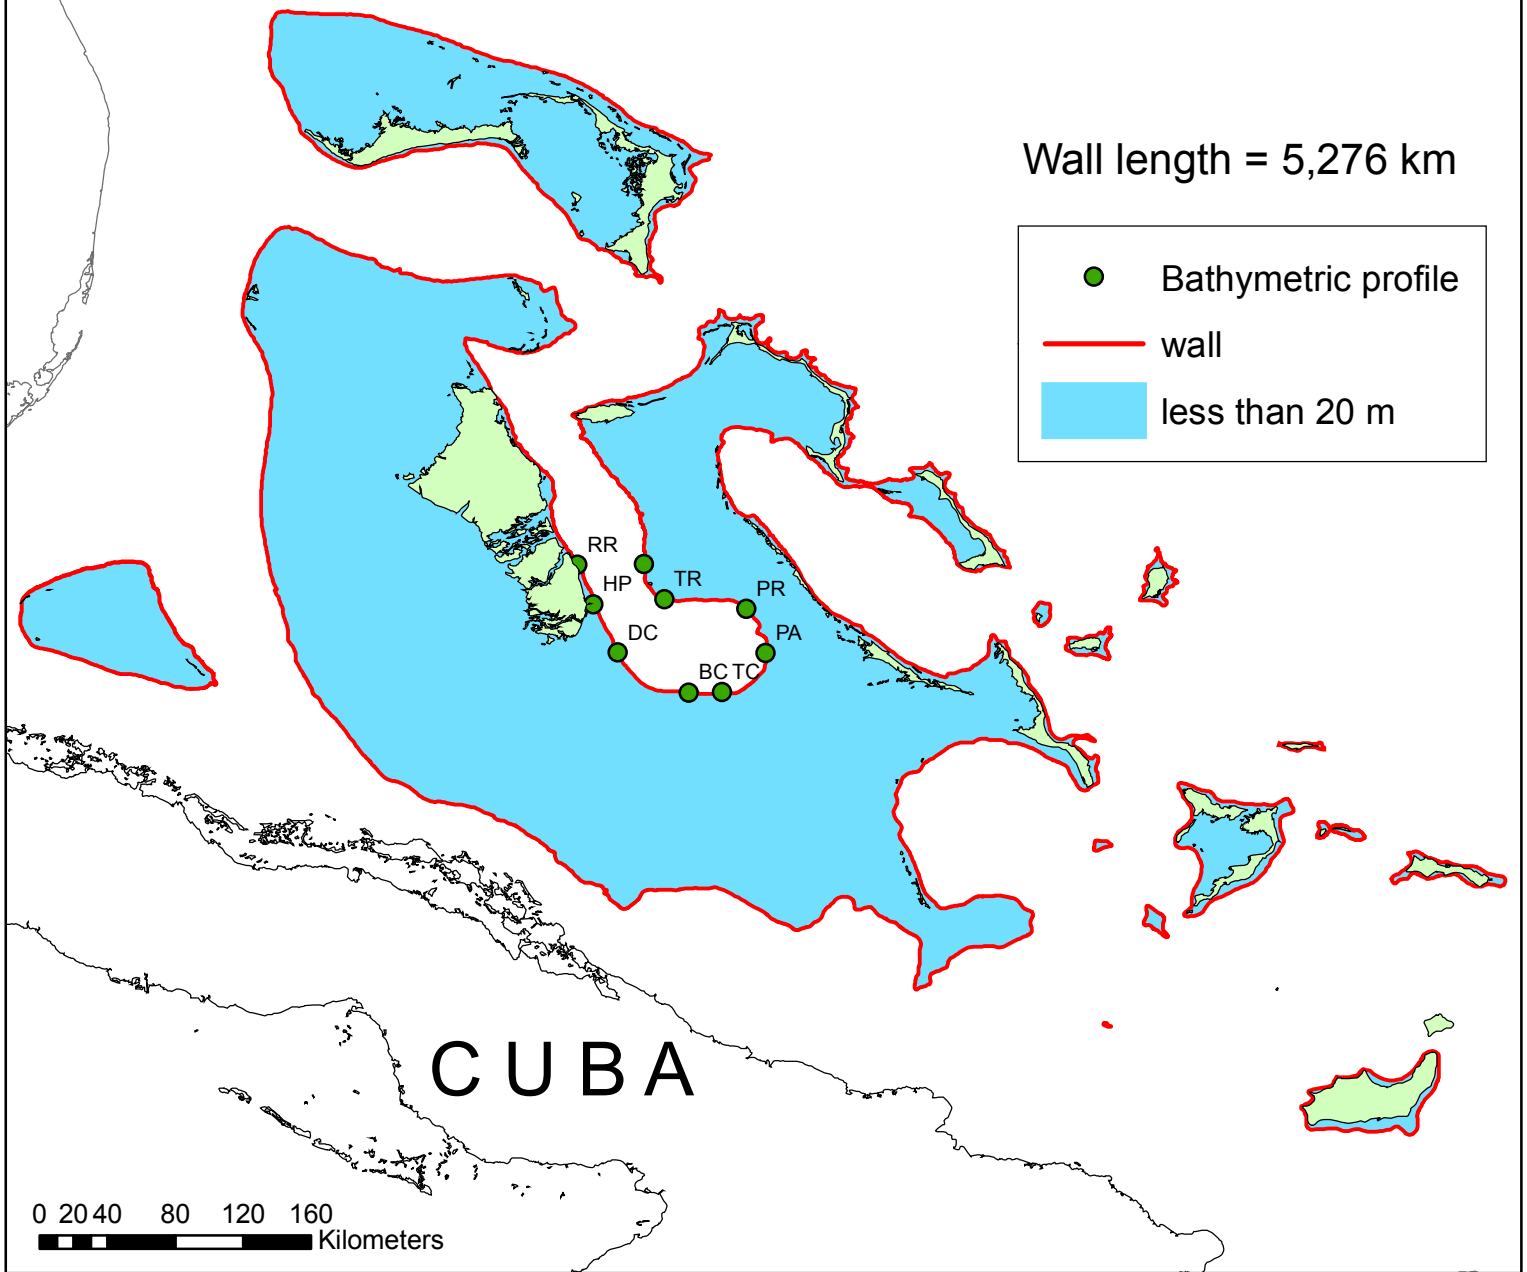 Wall length = 5,276 km
Bathymetric profile
wall
less than 20 m
RR
HP
TR
PR
DC
PA
BC TC
CUBA
0 20 40 80 120 160
Kilometers